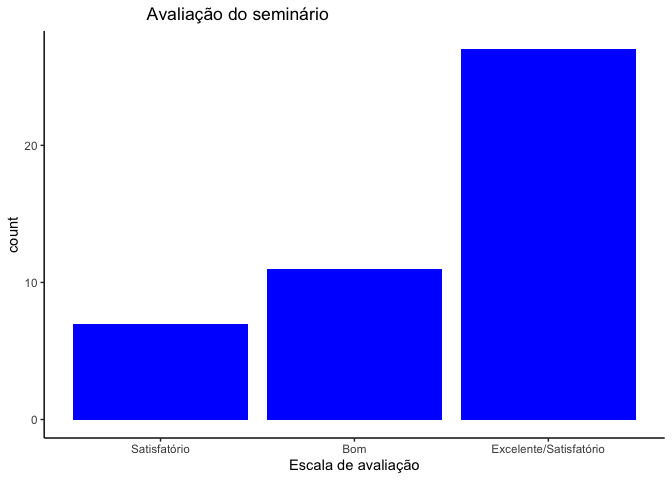 Avaliação do seminário
count
20
10
0
Satisfatório
Bom
Excelente/Satisfatório
Escala de avaliação